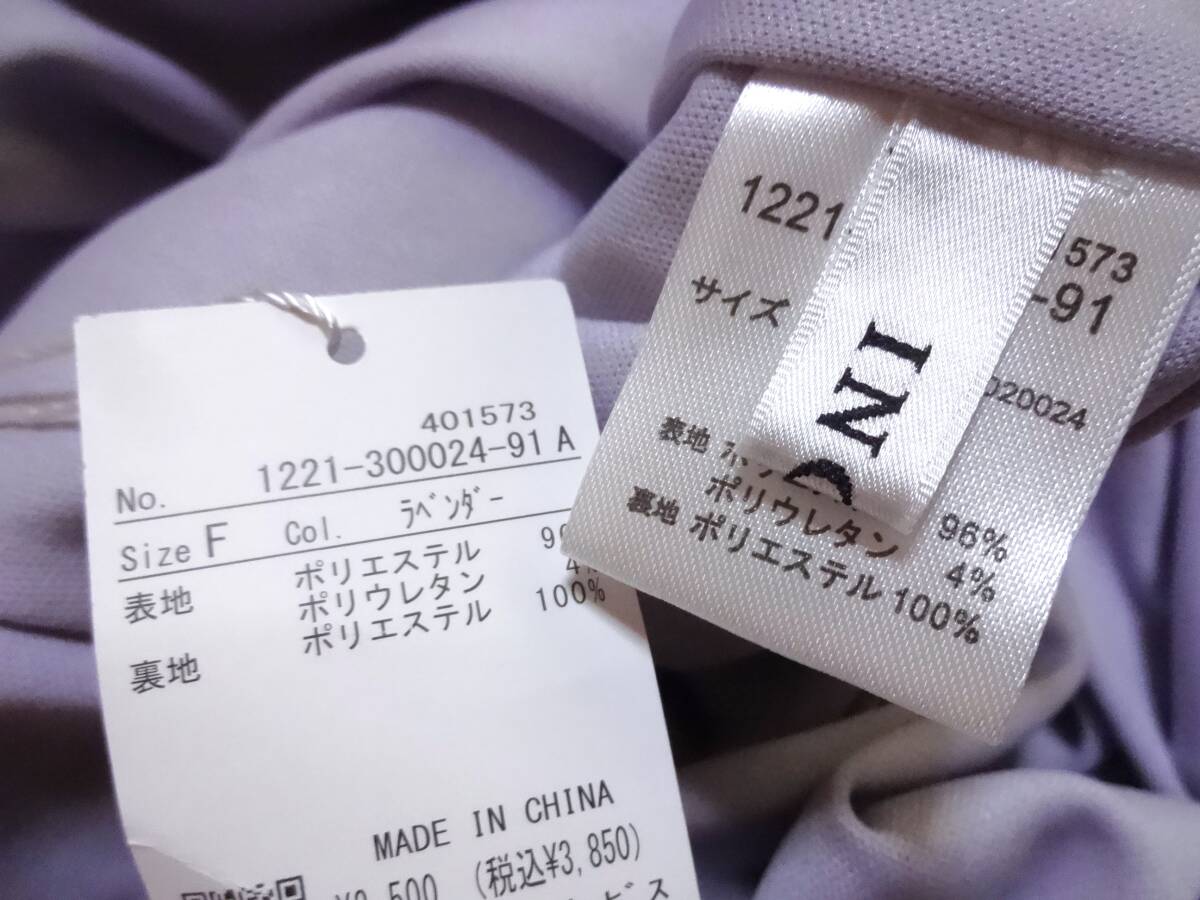 401573
No. 1221-300024-91 A
Size F Col. ラベンダー
表地 ポリエステル
ポリウレタン
裏地 ポリエステル 100%
MADE IN CHINA
(税込¥3,850)
1221
573
サイズ -91
020024
表地 96%
ポリウレタン 4%
裏地 ポリエステル 100%
IN